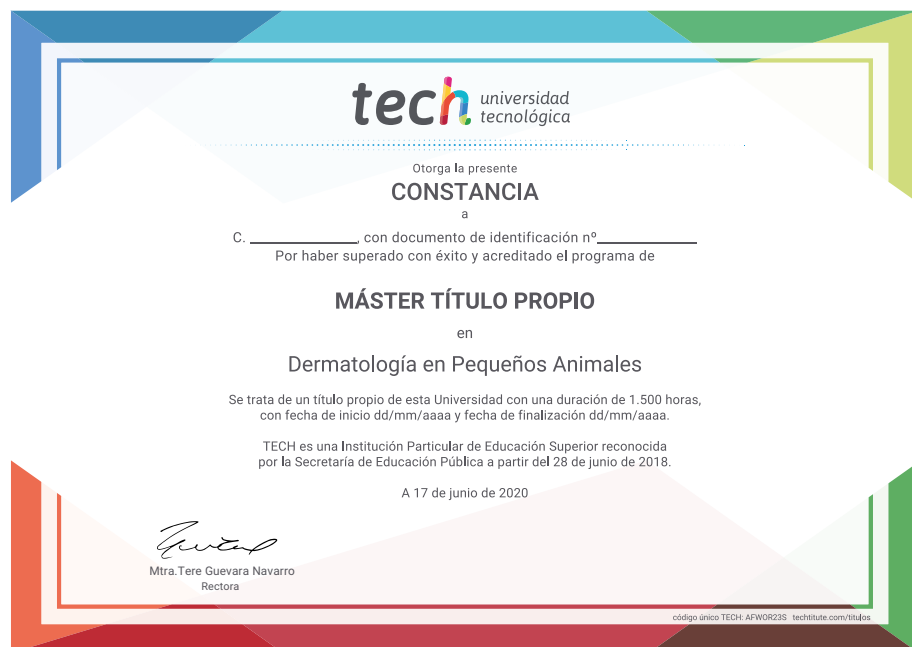 tech universidad
tecnológica
Otorga la presente
CONSTANCIA
a
C. ____________, con documento de identificación nº____________
Por haber superado con éxito y acreditado el programa de
MÁSTER TÍTULO PROPIO
en
Dermatología en Pequeños Animales
Se trata de un título propio de esta Universidad con una duración de 1.500 horas,
con fecha de inicio dd/mm/aaaa y fecha de finalización dd/mm/aaaa.
TECH es una Institución Particular de Educación Superior reconocida
por la Secretaría de Educación Pública a partir del 28 de junio de 2018.
A 17 de junio de 2020
Mtra.Tere Guevara Navarro
Rectora
código único TECH: AFWOR23S techtitute.com/titulos